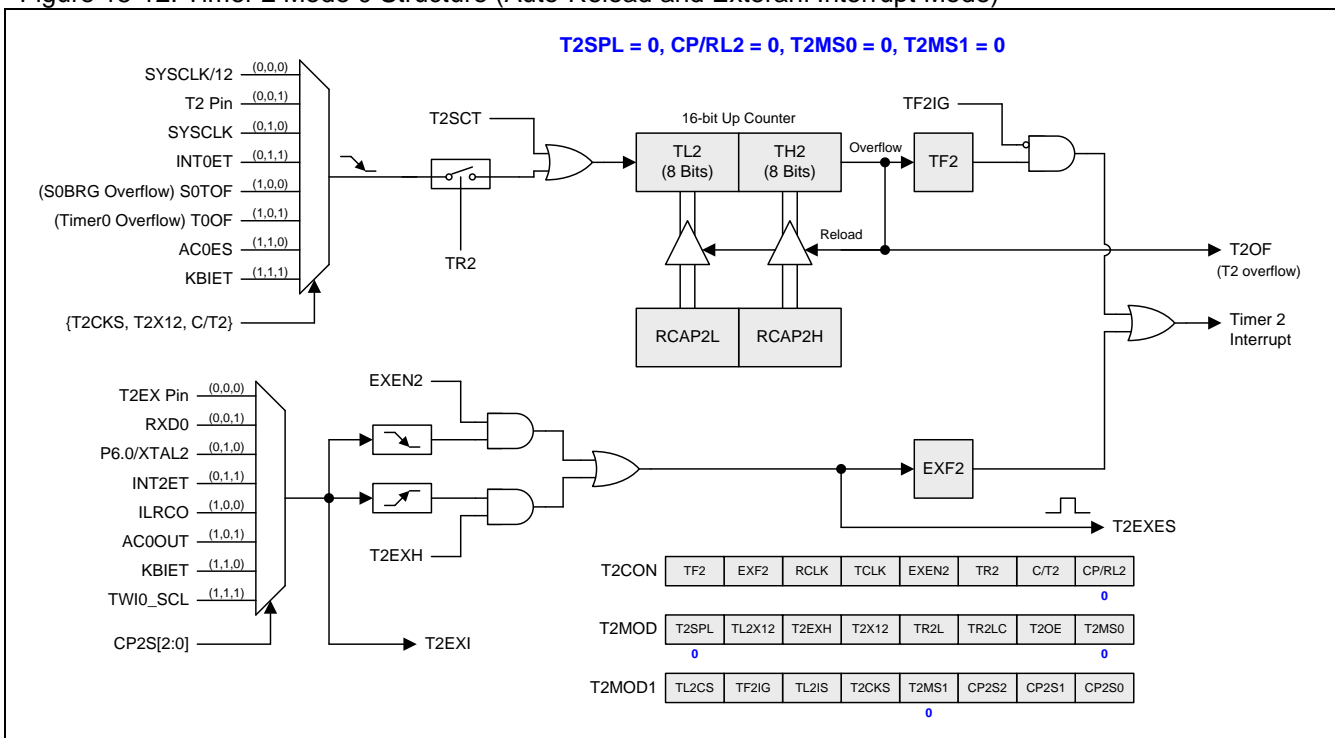 Figure Timer 2 Mode 0 Structure (Auto-Reload and Exteranl Interrupt Mode)
T2SPL = 0, CP/RL2 = 0, T2MS0 = 0, T2MS1 = 0
SYSCLK/12 (0,0,0)
T2 Pin (0,0,1)
SYSCLK (0,1,0)
INT0ET (0,1,1)
(S0BRG Overflow) S0TOF (1,0,0)
(Timer0 Overflow) T0OF (1,0,1)
AC0ES (1,1,0)
KBIET (1,1,1)
{T2CKS, T2X12, C/T2}
TR2
T2SCT
16-bit Up Counter
TL2
(8 Bits)
TH2
(8 Bits)
Overflow
TF2
TF2IG
Reload
RCAP2L
RCAP2H
T2OF
(T2 overflow)
Timer 2
Interrupt
T2EX Pin (0,0,0)
RXD0 (0,0,1)
P6.0/XTAL2 (0,1,0)
INT2ET (0,1,1)
ILRCO (1,0,0)
AC0OUT (1,0,1)
KBIET (1,1,0)
TWI0_SCL (1,1,1)
CP2S[2:0]
EXEN2
T2EXH
T2EXI
EXF2
T2EXES
T2CON TF2 EXF2 RCLK TCLK EXEN2 TR2 C/T2 CP/RL2
0
T2MOD T2SPL TL2X12 T2EXH T2X12 TR2L TR2LC T2OE T2MS0
0 0
T2MOD1 TL2CS TF2IG TL2IS T2CKS T2MS1 CP2S2 CP2S1 CP2S0
0